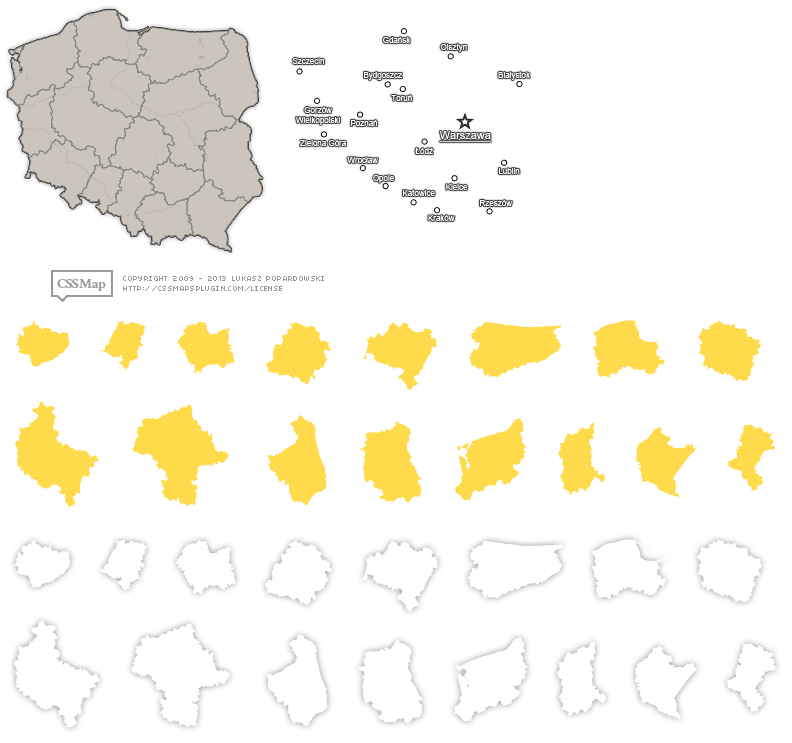 Gdańsk
Olsztyn
Szczecin
Bydgoszcz
Białystok
Toruń
Gorzów
Wielkopolski
Poznań
Warszawa
Zielona Góra
Łódź
Wrocław
Lublin
Opole
Kielce
Katowice
Rzeszów
Kraków
CSSMap
COPYRIGHT 2009 - 2013 LUKASZ POPARDOWSKI
HTTP://CSSMAPSPLUGIN.COM/LICENSE